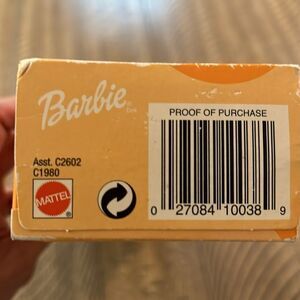 Barbie
PROOF OF PURCHASE
Asst. C2602
C1980
MATTEL
0 27084 10038 9